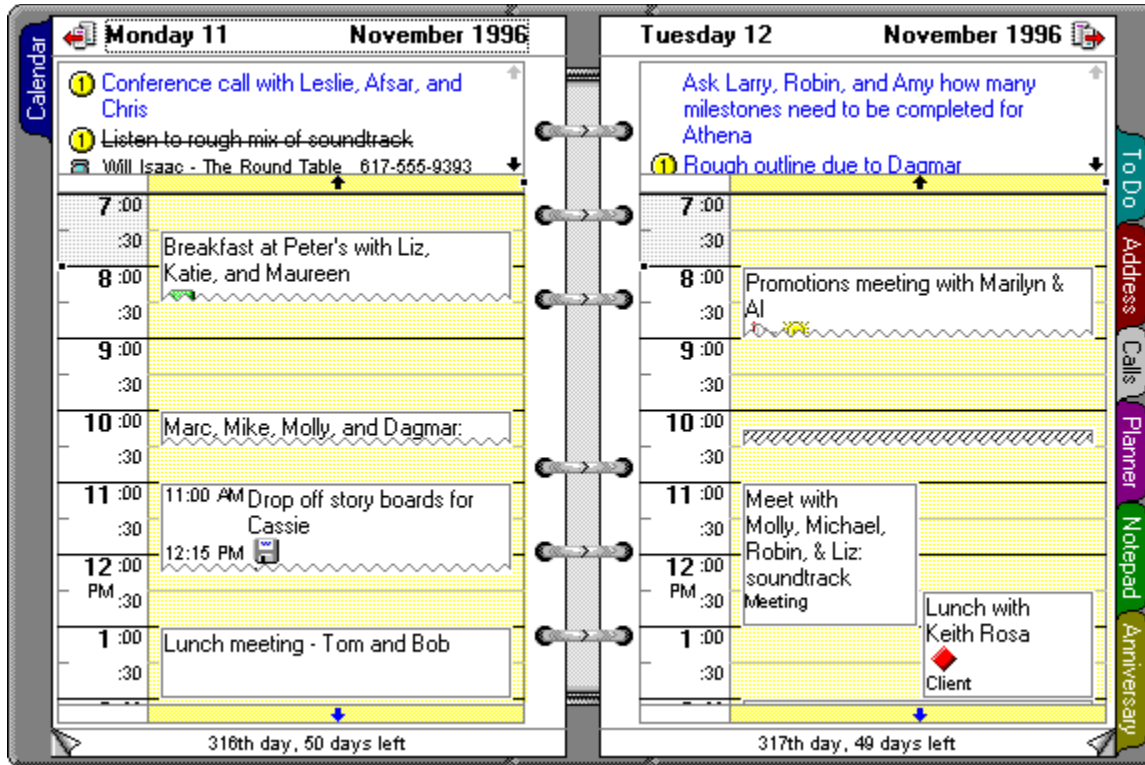 Calendar
Monday 11 November 1996
1 Conference call with Leslie, Afsar, and
Chris
1 Listen to rough mix of soundtrack
Will Isaac - The Round Table 617-555-9393
7 :00
:30
Breakfast at Peter's with Liz,
Katie, and Maureen
8 :00
:30
9 :00
:30
10 :00
Marc, Mike, Molly, and Dagmar:
:30
11 :00
11:00 AM Drop off story boards for
Cassie
:30
12:15 PM
12 :00
PM :30
1 :00
Lunch meeting - Tom and Bob
:30
316th day, 50 days left
Tuesday 12 November 1996
Ask Larry, Robin, and Amy how many
milestones need to be completed for
Athena
1 Rough outline due to Dagmar
7 :00
:30
8 :00
Promotions meeting with Marilyn &
Al
:30
9 :00
:30
10 :00
:30
11 :00
Meet with
Molly, Michael,
Robin, & Liz:
soundtrack
Meeting
:30
12 :00
PM :30
Lunch with
Keith Rosa
Client
1 :00
:30
317th day, 49 days left
To Do
Address
Calls
Planner
Notepad
Anniversary